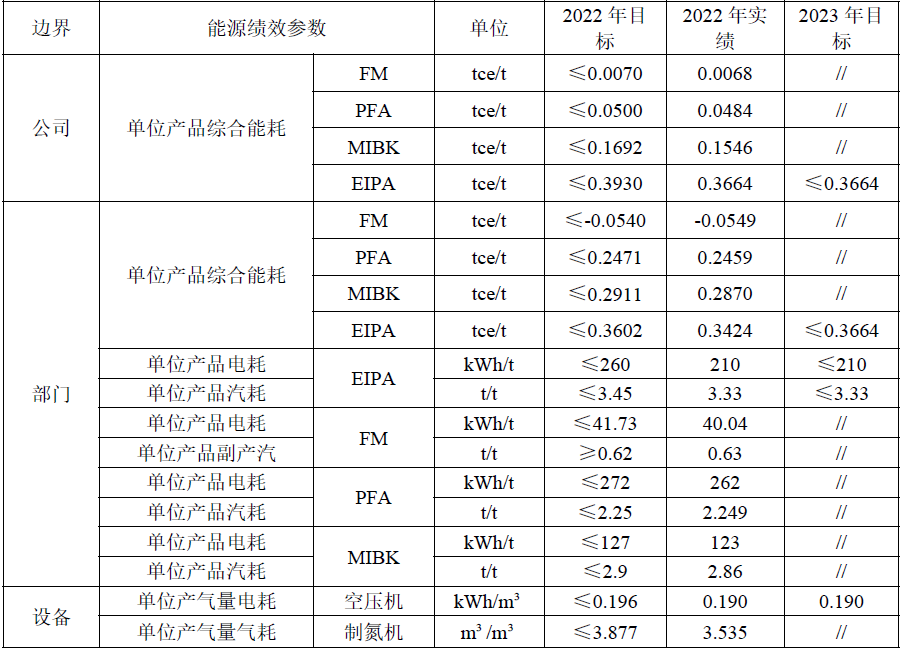 边界 能源绩效参数 单位 2022 年目标 2022 年实绩 2023 年目标
公司 单位产品综合能耗 FM tce/t ≤0.0070 0.0068 //
PFA tce/t ≤0.0500 0.0484 //
MIBK tce/t ≤0.1692 0.1546 //
EIPA tce/t ≤0.3930 0.3664 ≤0.3664
部门 单位产品综合能耗 FM tce/t ≤-0.0540 -0.0549 //
PFA tce/t ≤0.2471 0.2459 //
MIBK tce/t ≤0.2911 0.2870 //
EIPA tce/t ≤0.3602 0.3424 ≤0.3664
单位产品电耗 EIPA kWh/t ≤260 210 ≤210
单位产品汽耗 t/t ≤3.45 3.33 ≤3.33
单位产品电耗 FM kWh/t ≤41.73 40.04 //
单位产品副产汽 t/t ≥0.62 0.63 //
单位产品电耗 PFA kWh/t ≤272 262 //
单位产品汽耗 t/t ≤2.25 2.249 //
单位产品电耗 MIBK kWh/t ≤127 123 //
单位产品汽耗 t/t ≤2.9 2.86 //
设备 单位产气量电耗 空压机 kWh/m³ ≤0.196 0.190 0.190
单位产气量气耗 制氮机 m³ /m³ ≤3.877 3.535 //